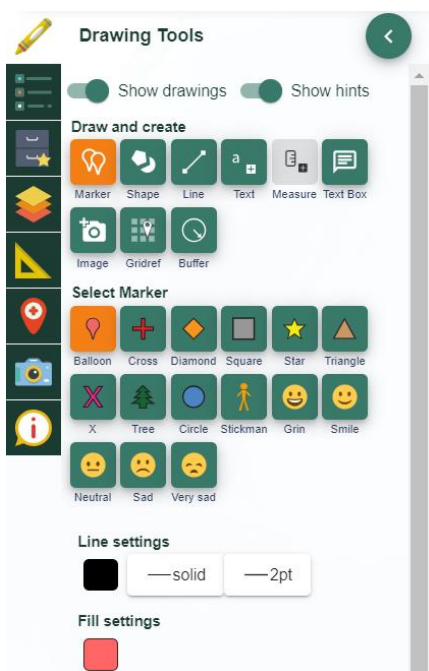 Drawing Tools
Show drawings Show hints
Draw and create
a
Marker Shape Line Text Measure Text Box
Image Gridref Buffer
Select Marker
Balloon Cross Diamond Square Star Triangle
X
X Tree Circle Stickman Grin Smile
i
Neutral Sad Very sad
Line settings
solid 2pt
Fill settings